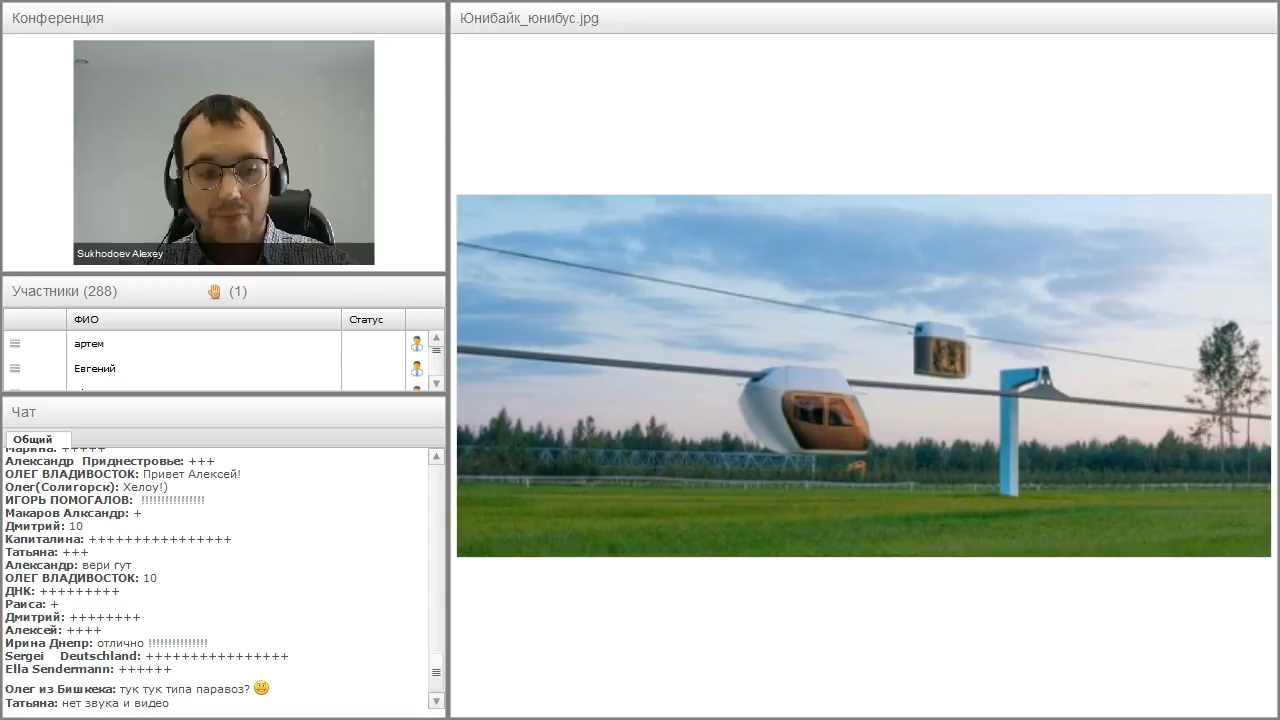 Конференция
Sukhodoev Alexey
Участники (288)
(1)
ФИО
Статус
артем
Евгений
Чат
Общий
Марина: +++++
Александр Приднестровье: +++
ОЛЕГ ВЛАДИВОСТОК: Привет Алексей!
Олег(Солигорск): Хелоу!)
ИГОРЬ ПОМОГАЛОВ: !!!!!!!!!!!!!!!!
Макаров Алксандр: +
Дмитрий: 10
Капиталина: ++++++++++++++++
Татьяна: +++
Александр: вери гут
ОЛЕГ ВЛАДИВОСТОК: 10
ДНК: +++++++++
Раиса: +
Дмитрий: ++++++++
Алексей: ++++
Ирина Днепр: отлично !!!!!!!!!!!!!!!
Sergei Deutschland: ++++++++++++++++
Ella Sendermann: ++++++
Олег из Бишкека: тук тук типа паравоз?
Татьяна: нет звука и видео
Юнибайк_юнибус.jpg